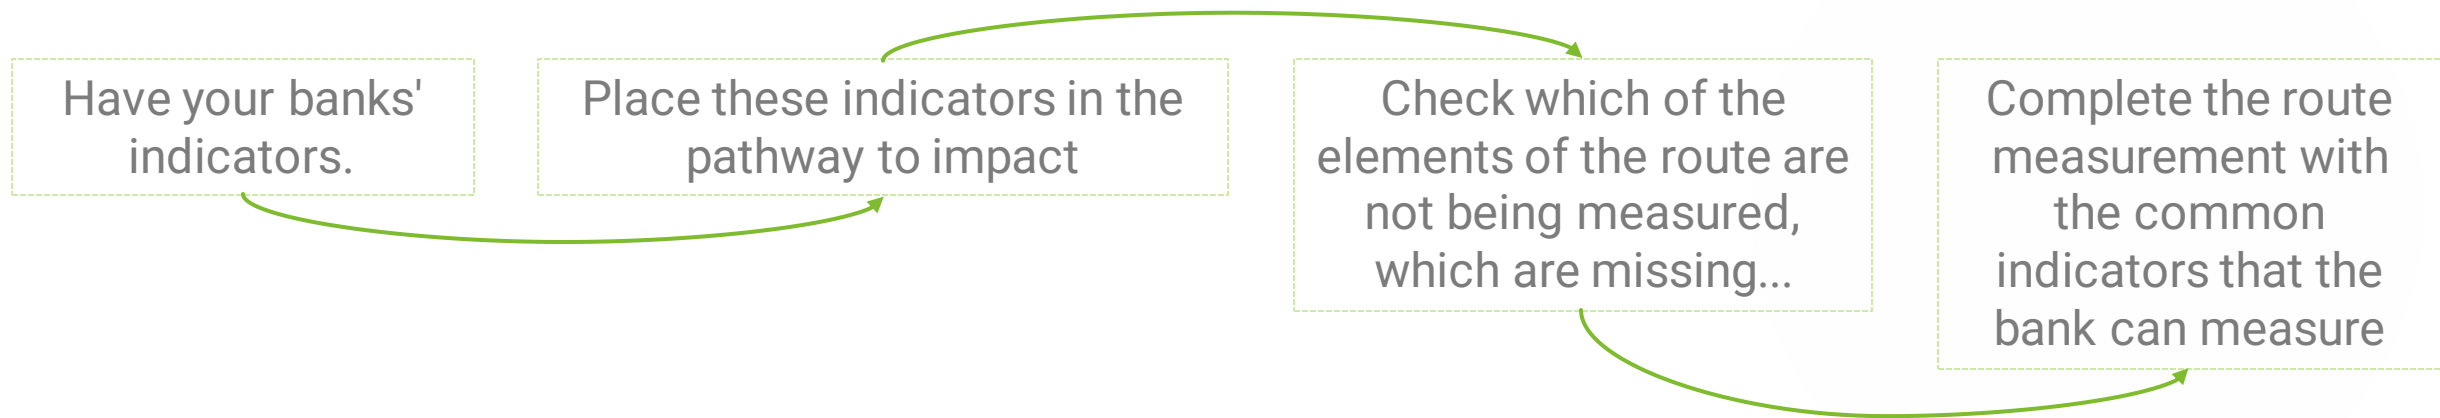 Have your banks'
indicators.
Place these indicators in the
pathway to impact
Check which of the
elements of the route are
not being measured,
which are missing...
Complete the route
measurement with
the common
indicators that the
bank can measure